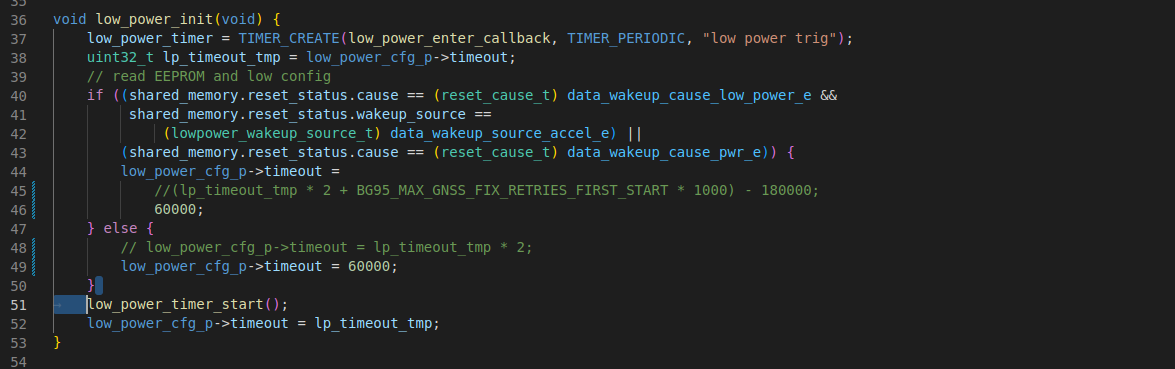 36 void low_power_init(void) {
37 low_power_timer = TIMER_CREATE(low_power_enter_callback, TIMER_PERIODIC, "low power trig");
38 uint32_t lp_timeout_tmp = low_power_cfg_p->timeout;
39 // read EEPROM and low config
40 if ((shared_memory.reset_status.cause == (reset_cause_t) data_wakeup_cause_low_power_e &&
41 shared_memory.reset_status.wakeup_source ==
42 (lowpower_wakeup_source_t) data_wakeup_source_accel_e) ||
43 (shared_memory.reset_status.cause == (reset_cause_t) data_wakeup_cause_pwr_e)) {
44 low_power_cfg_p->timeout =
45 //(lp_timeout_tmp * 2 + BG95_MAX_GNSS_FIX_RETRIES_FIRST_START * 1000) - 180000;
46 60000;
47 } else {
48 // low_power_cfg_p->timeout = lp_timeout_tmp * 2;
49 low_power_cfg_p->timeout = 60000;
50 }
51 low_power_timer_start();
52 low_power_cfg_p->timeout = lp_timeout_tmp;
53 }
54